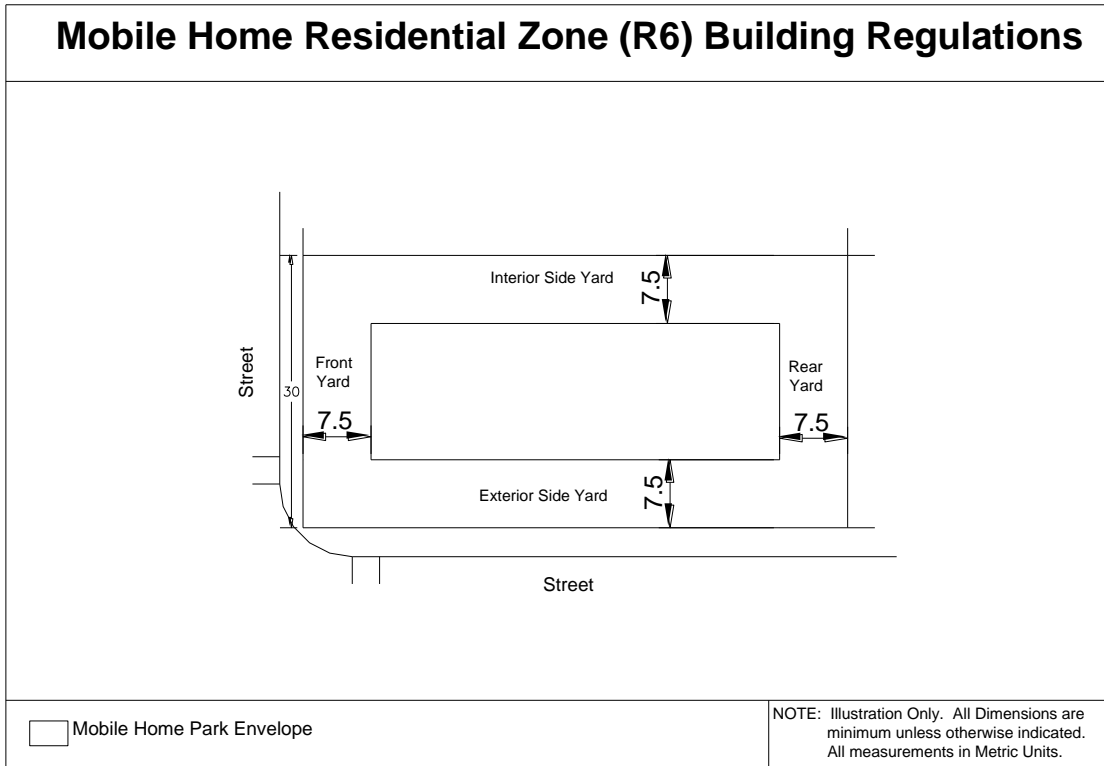 Mobile Home Residential Zone (R6) Building Regulations
Interior Side Yard
7.5
Street
30
Front
Yard
7.5
Rear
Yard
7.5
Exterior Side Yard
7.5
Street
Mobile Home Park Envelope
NOTE: Illustration Only. All Dimensions are
minimum unless otherwise indicated.
All measurements in Metric Units.